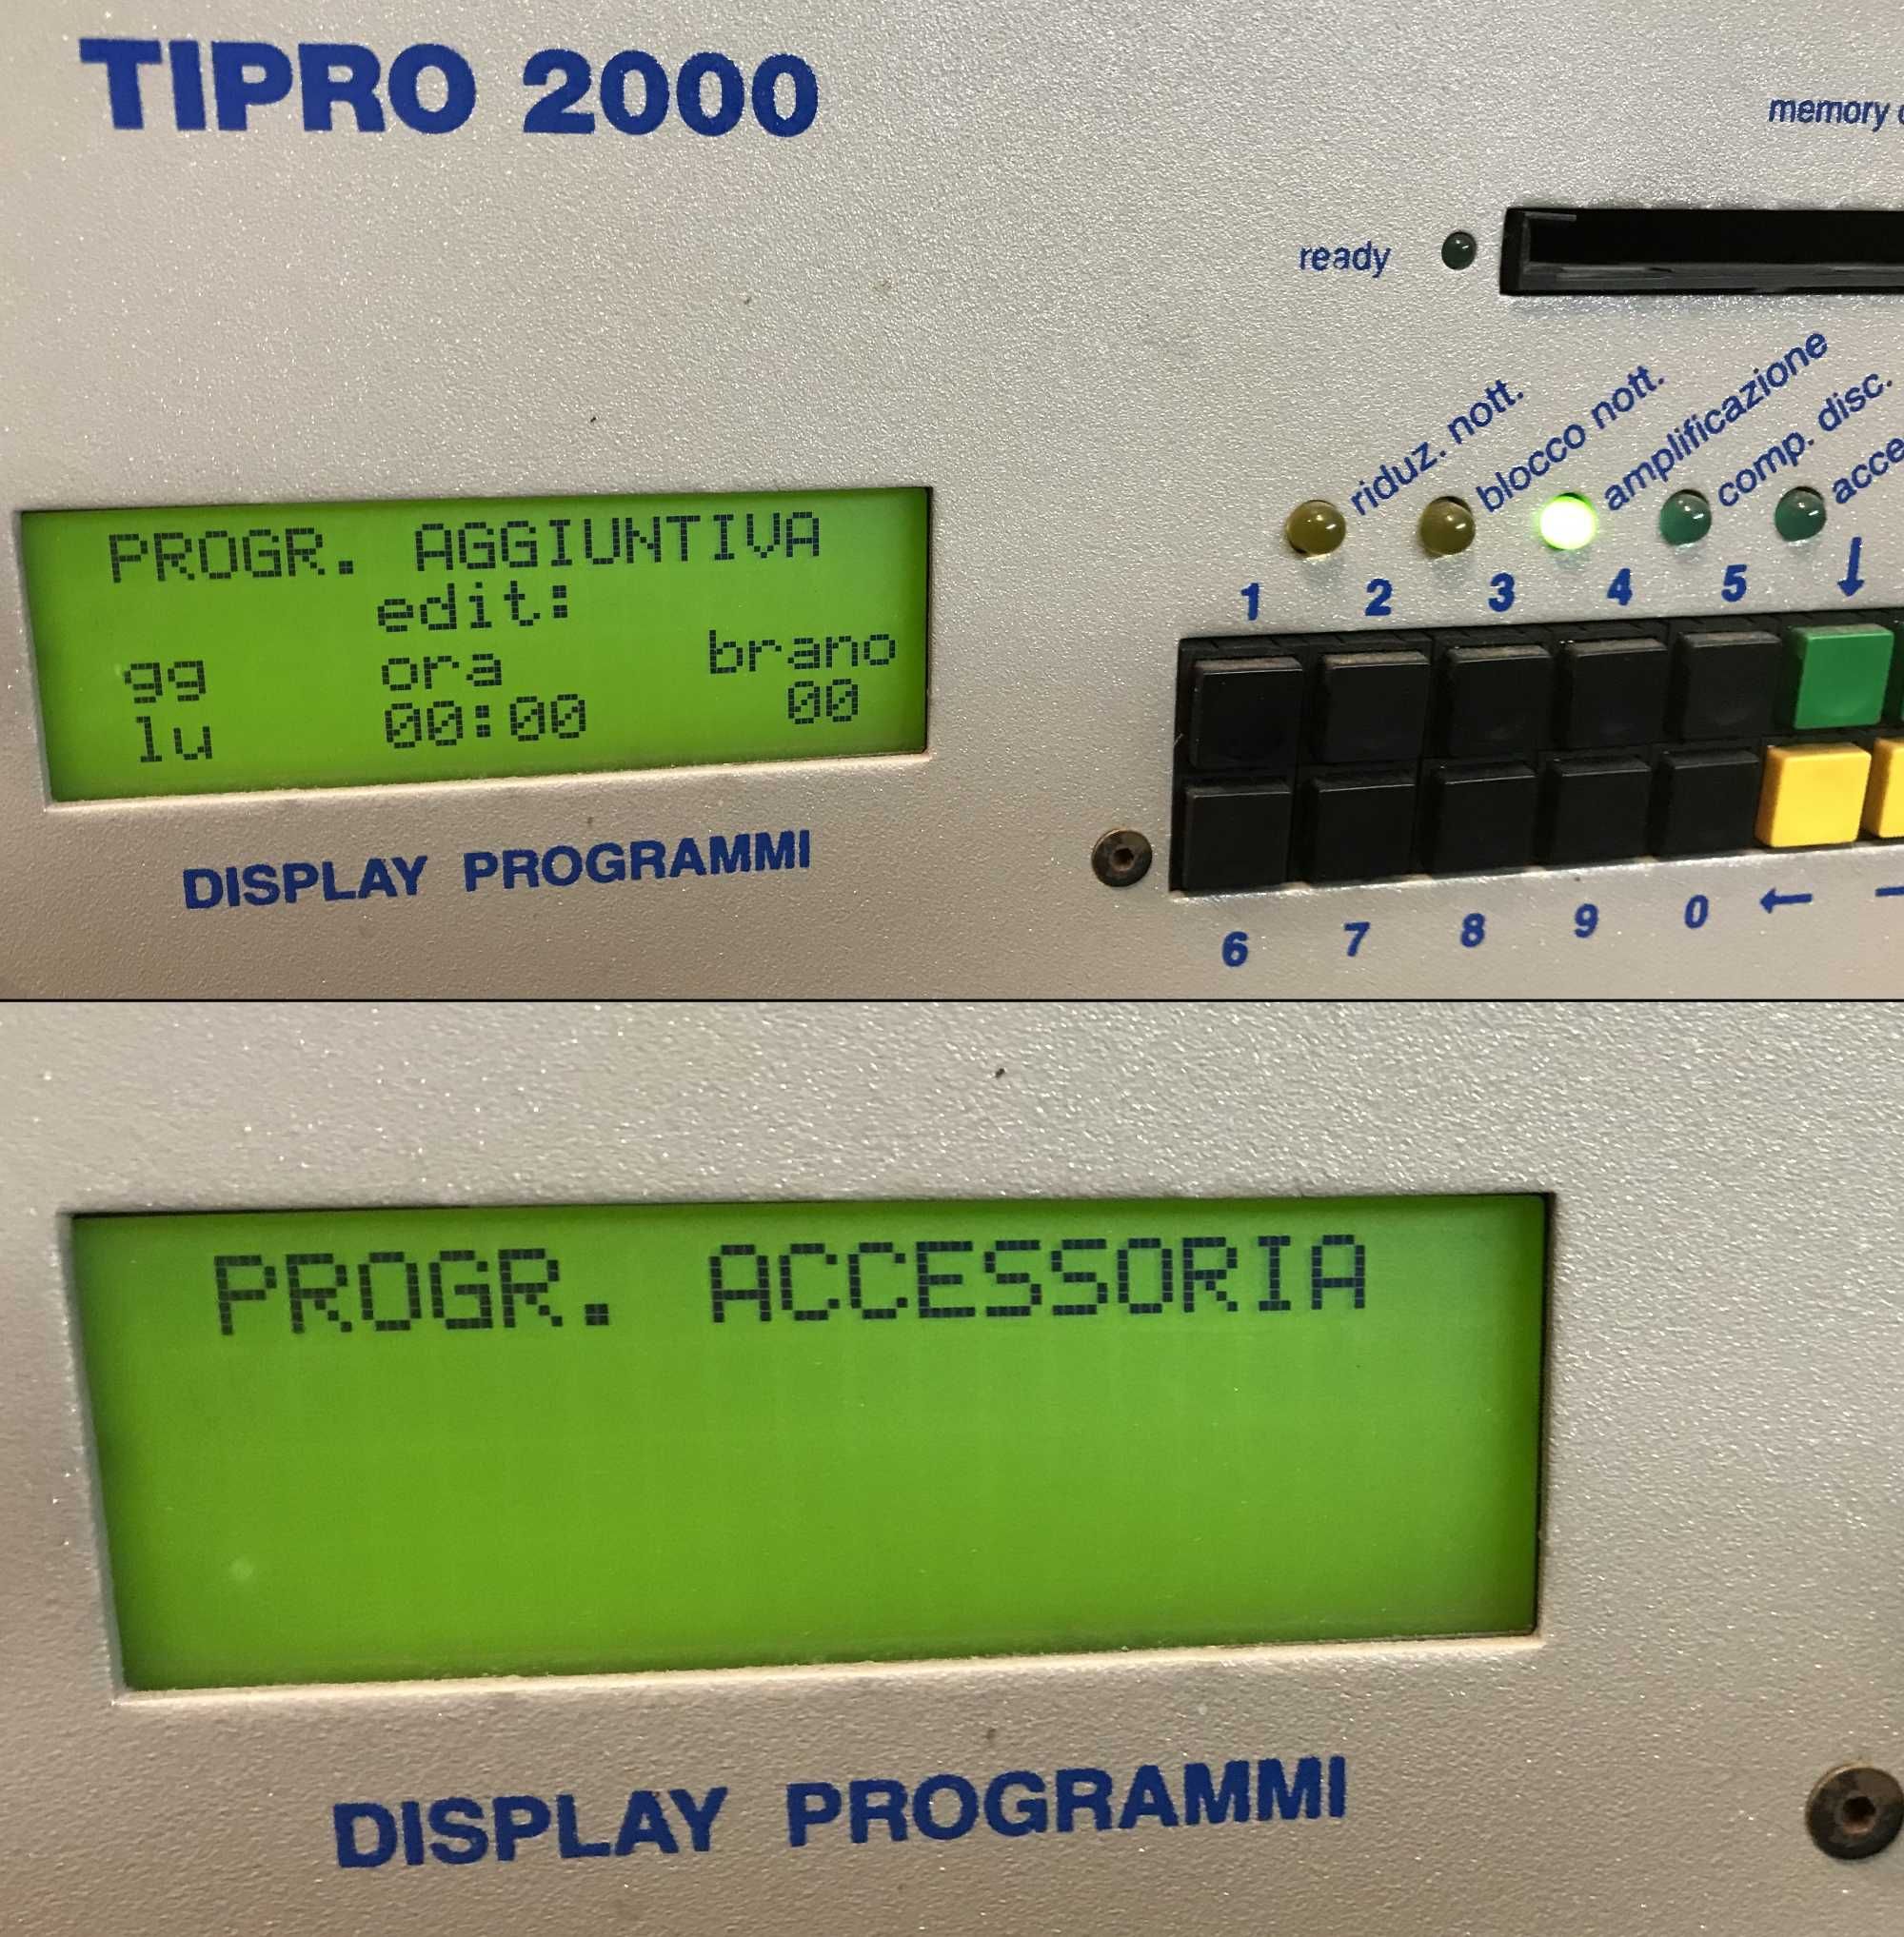 TIPRO 2000
memory
ready
riduz. nott.
blocco nott.
amplificazione
comp. disc.
PROGR. AGGIUNTIVA
edit:
gg ora brano
lu 00:00 00
1 2 3 4 5 ↓
6 7 8 9 0 ←
DISPLAY PROGRAMMI
PROGR. ACCESSORIA
DISPLAY PROGRAMMI